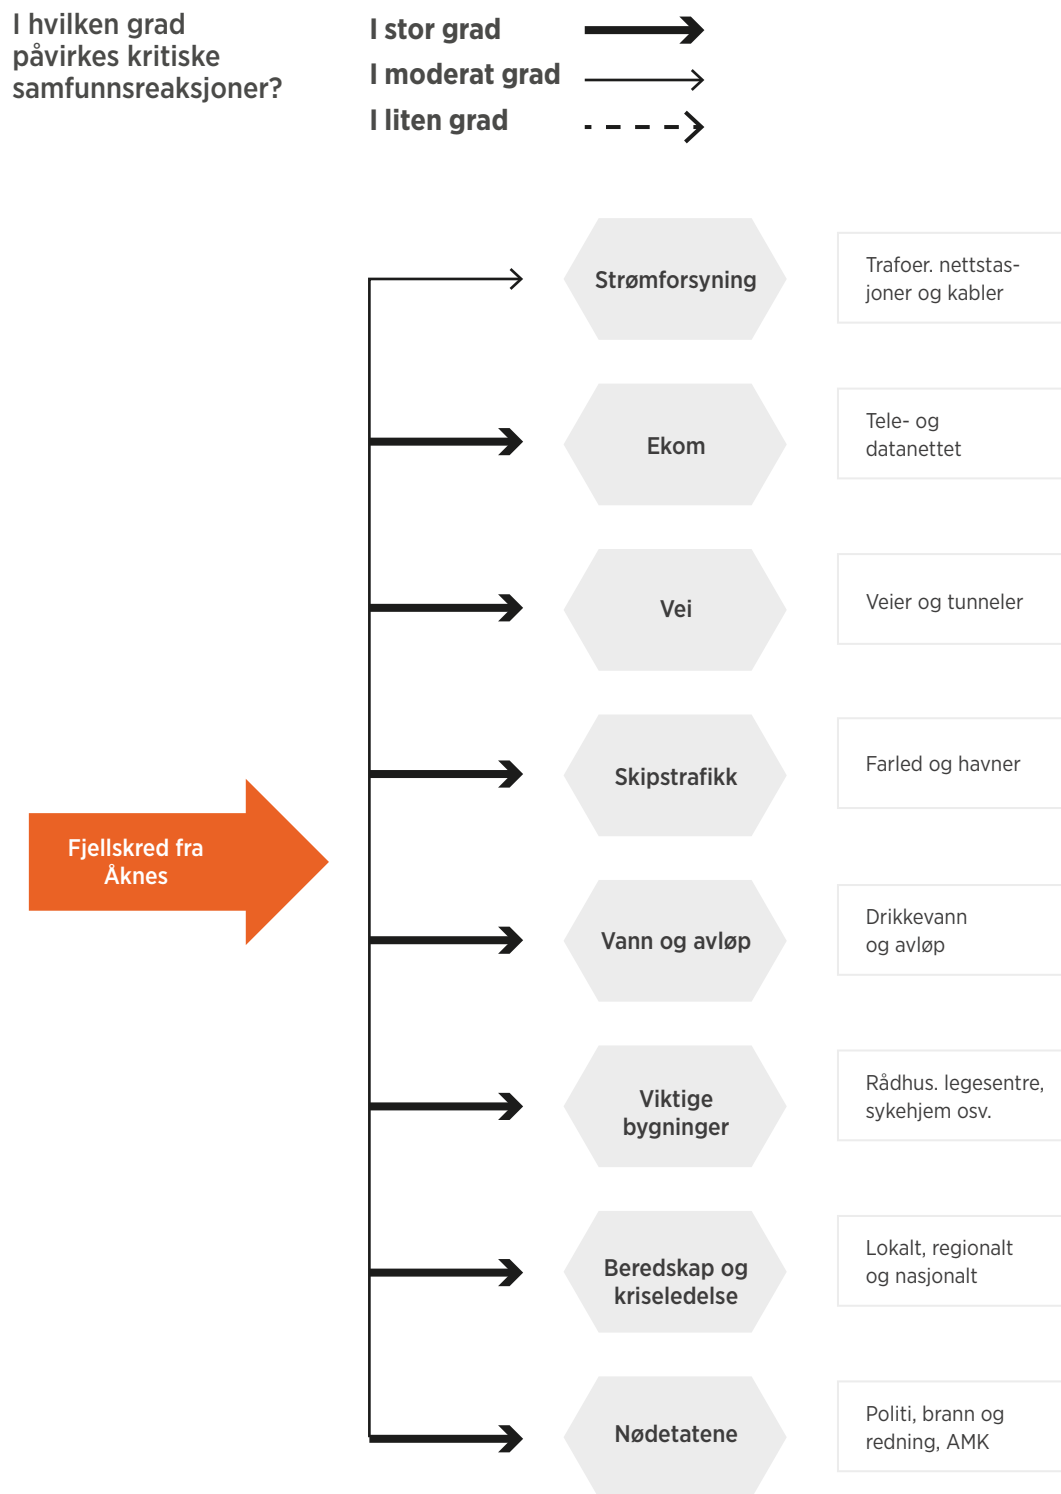 I hvilken grad
påvirkes kritiske
samfunnsreaksjoner?
I stor grad
I moderat grad
I liten grad
Strømforsyning
Trafoer. nettstas-
joner og kabler
Ekom
Tele- og
datanettet
Vei
Veier og tunneler
Skipstrafikk
Farled og havner
Fjellskred fra
Åknes
Vann og avløp
Drikkevann
og avløp
Viktige
bygninger
Rådhus. legesentre,
sykehjem osv.
Beredskap og
kriseledelse
Lokalt, regionalt
og nasjonalt
Nødetatene
Politi, brann og
redning, AMK